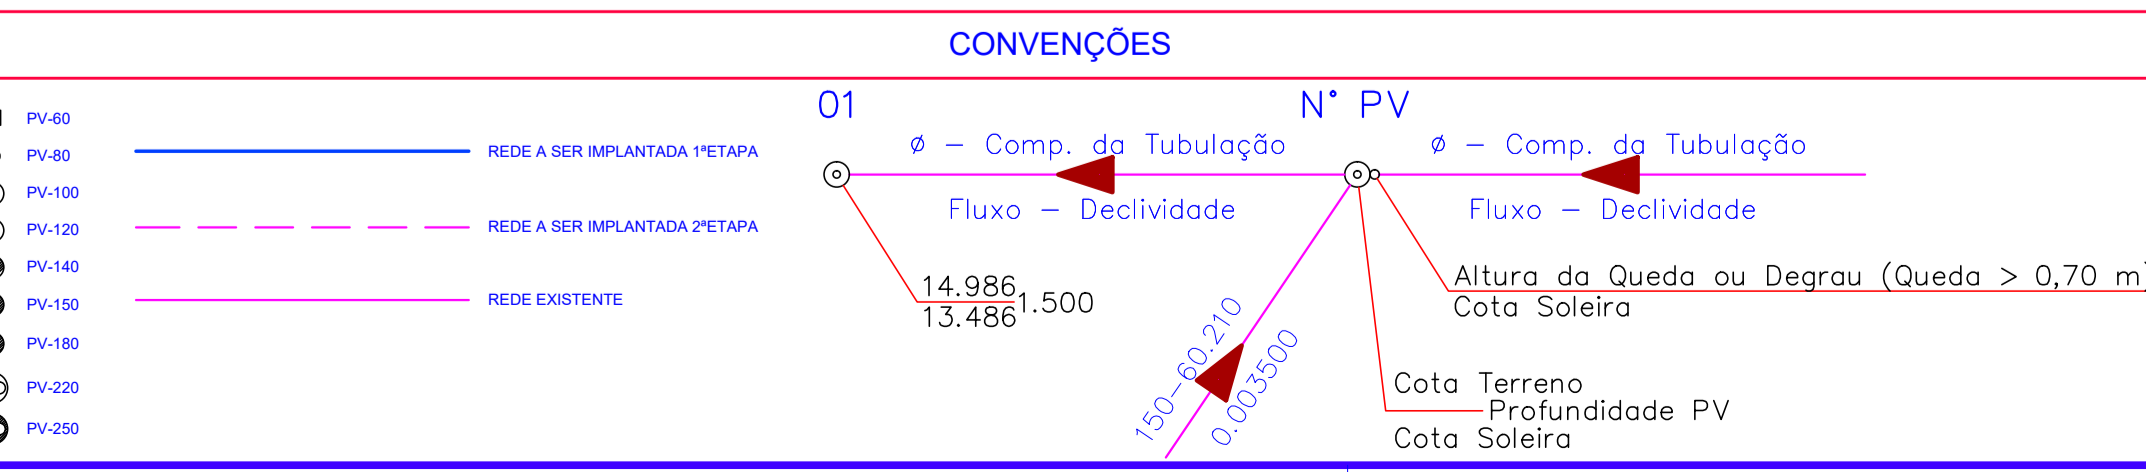 CONVENÇÕES
PV-60
PV-80
PV-100
PV-120
PV-140
PV-150
PV-180
PV-220
PV-250
REDE A SER IMPLANTADA 1ªETAPA
REDE A SER IMPLANTADA 2ªETAPA
REDE EXISTENTE
01
N° PV
ø - Comp. da Tubulação
ø - Comp. da Tubulação
Fluxo - Declividade
Fluxo - Declividade
14.986
1.500
13.486
150-60.210
0.003500
Altura da Queda ou Degrau (Queda > 0,70 m)
Cota Soleira
Cota Terreno
Profundidade PV
Cota Soleira